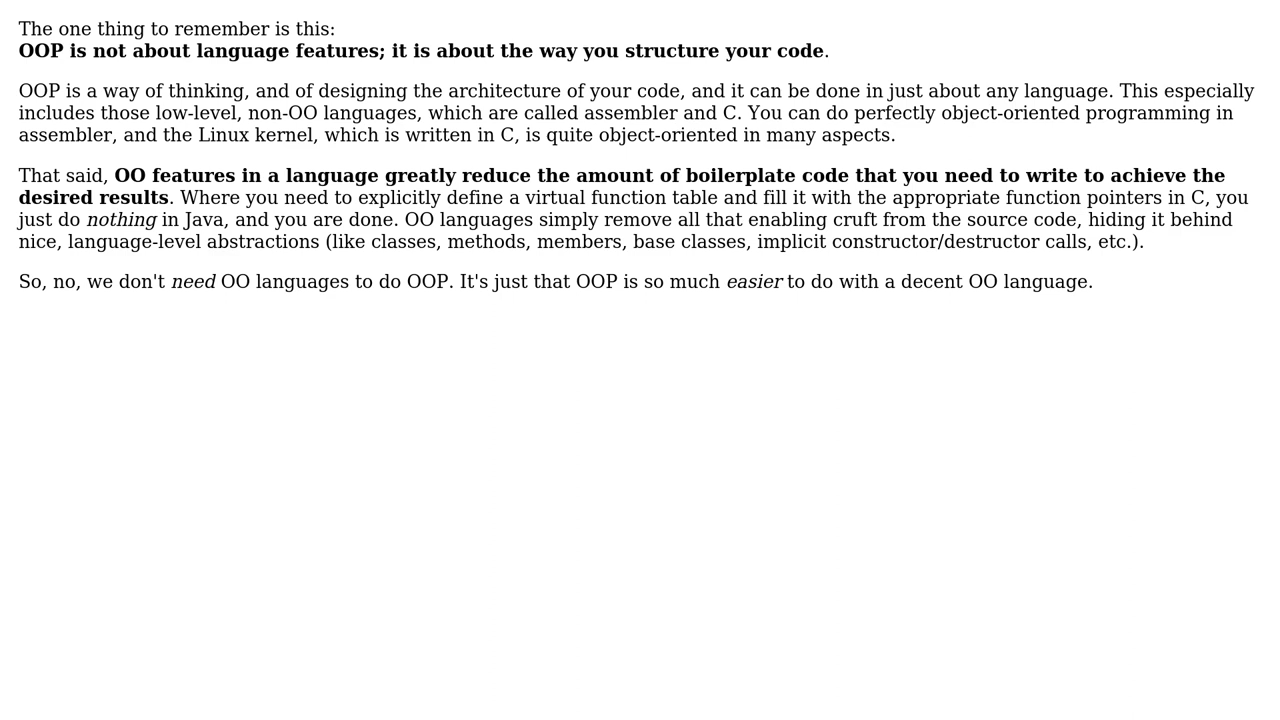 The one thing to remember is this:
OOP is not about language features; it is about the way you structure your code.
OOP is a way of thinking, and of designing the architecture of your code, and it can be done in just about any language. This especially
includes those low-level, non-OO languages, which are called assembler and C. You can do perfectly object-oriented programming in
assembler, and the Linux kernel, which is written in C, is quite object-oriented in many aspects.
That said, OO features in a language greatly reduce the amount of boilerplate code that you need to write to achieve the
desired results. Where you need to explicitly define a virtual function table and fill it with the appropriate function pointers in C, you
just do nothing in Java, and you are done. OO languages simply remove all that enabling cruft from the source code, hiding it behind
nice, language-level abstractions (like classes, methods, members, base classes, implicit constructor/destructor calls, etc.).
So, no, we don't need OO languages to do OOP. It's just that OOP is so much easier to do with a decent OO language.